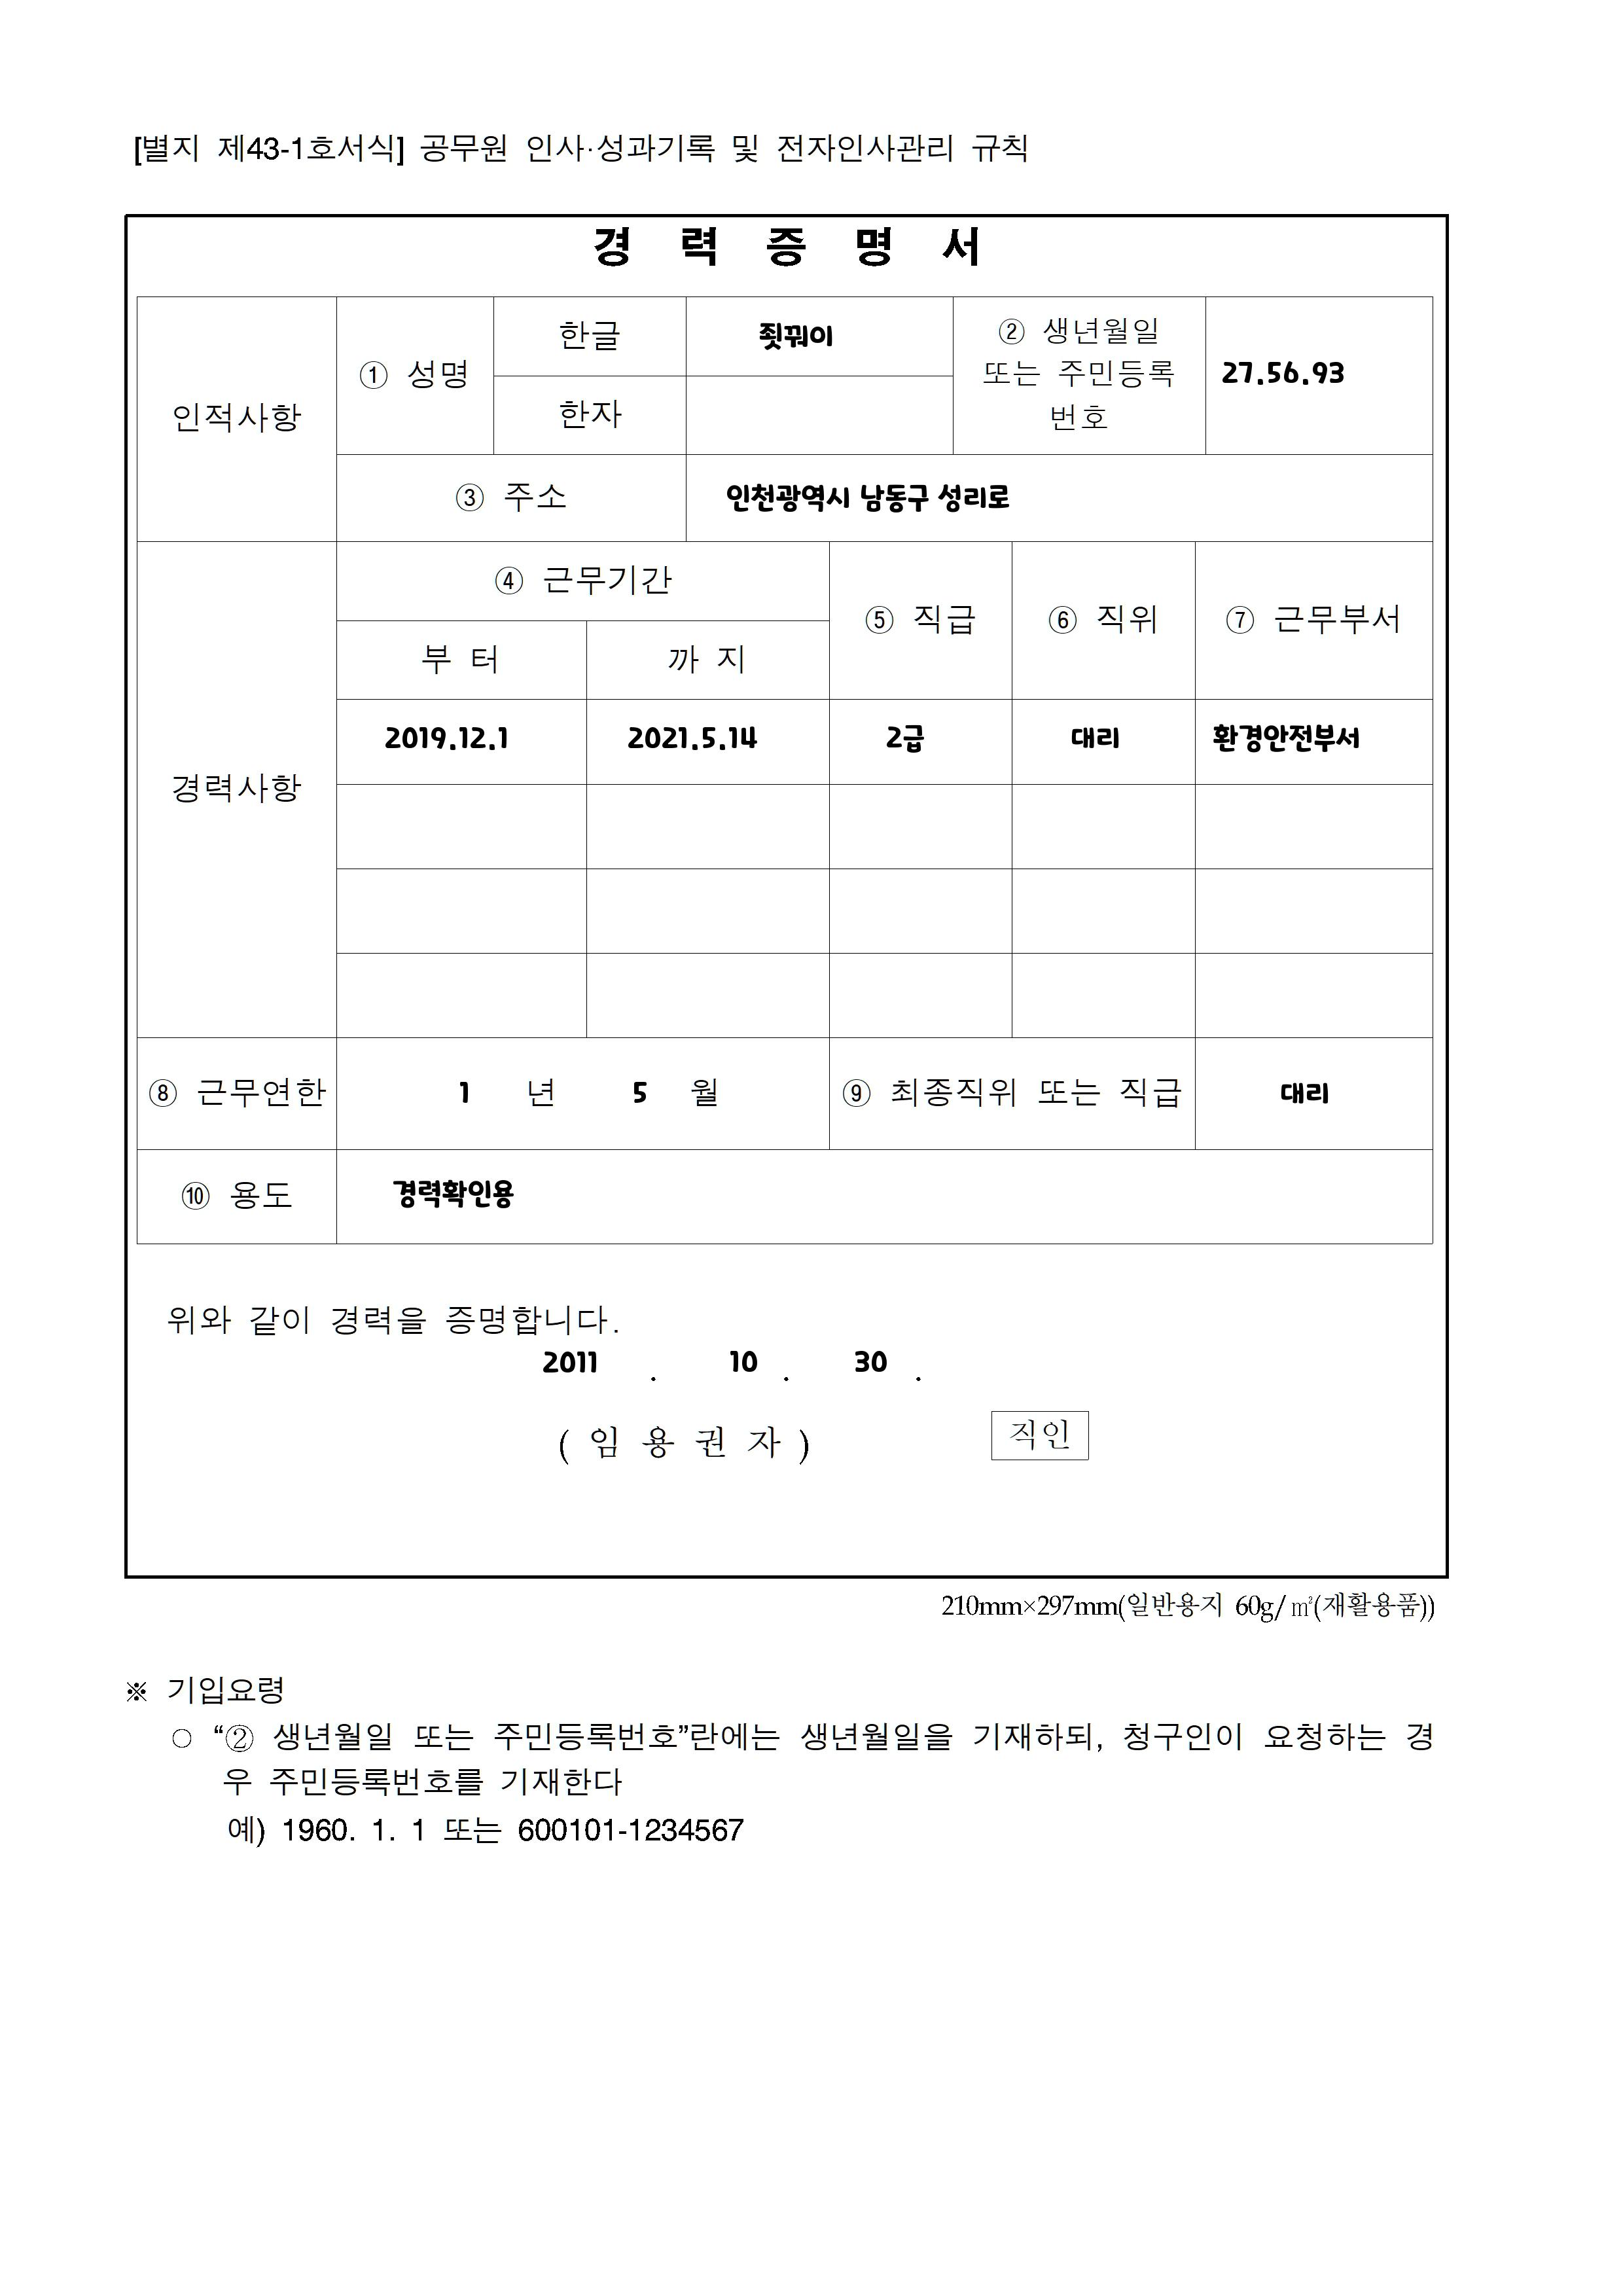 [별지 제43-1호서식] 공무원 인사·성과기록 및 전자인사관리 규칙
경 력 증 명 서
인적사항
① 성명
한글
죗꿔이
한자
② 생년월일
또는 주민등록
번호
27.56.93
③ 주소
인천광역시 남동구 성리로
경력사항
④ 근무기간
부 터
까 지
⑤ 직급
⑥ 직위
⑦ 근무부서
2019.12.1
2021.5.14
2급
대리
환경안전부서
⑧ 근무연한
1 년 5 월
⑨ 최종직위 또는 직급
대리
⑩ 용도
경력확인용
위와 같이 경력을 증명합니다.
2011 . 10 . 30 .
( 임 용 권 자 )
직인
210mm×297mm(일반용지 60g/㎡(재활용품))
※ 기입요령
○ “② 생년월일 또는 주민등록번호”란에는 생년월일을 기재하되, 청구인이 요청하는 경
우 주민등록번호를 기재한다
예) 1960. 1. 1 또는 600101-1234567